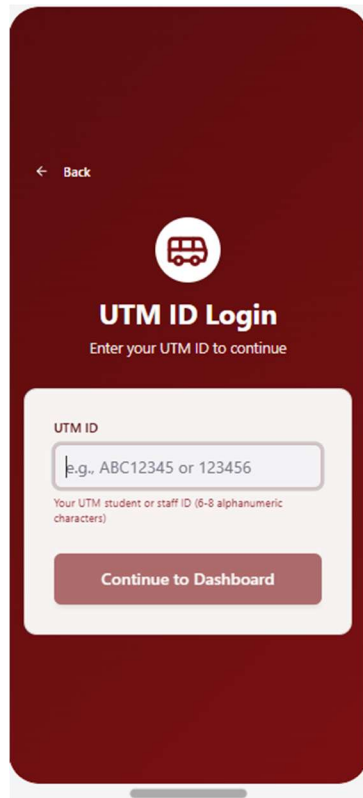 Back
UTM ID Login
Enter your UTM ID to continue
UTM ID
e.g., ABC12345 or 123456
Your UTM student or staff ID (6-8 alphanumeric
characters)
Continue to Dashboard